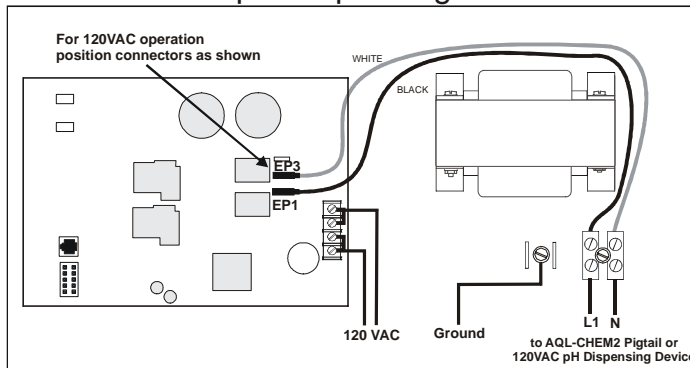 For 120VAC operation
position connectors as shown
WHITE
BLACK
EP3
EP1
120 VAC
Ground
L1 N
to AQL-CHEM2 Pigtail or
120VAC pH Dispensing Device